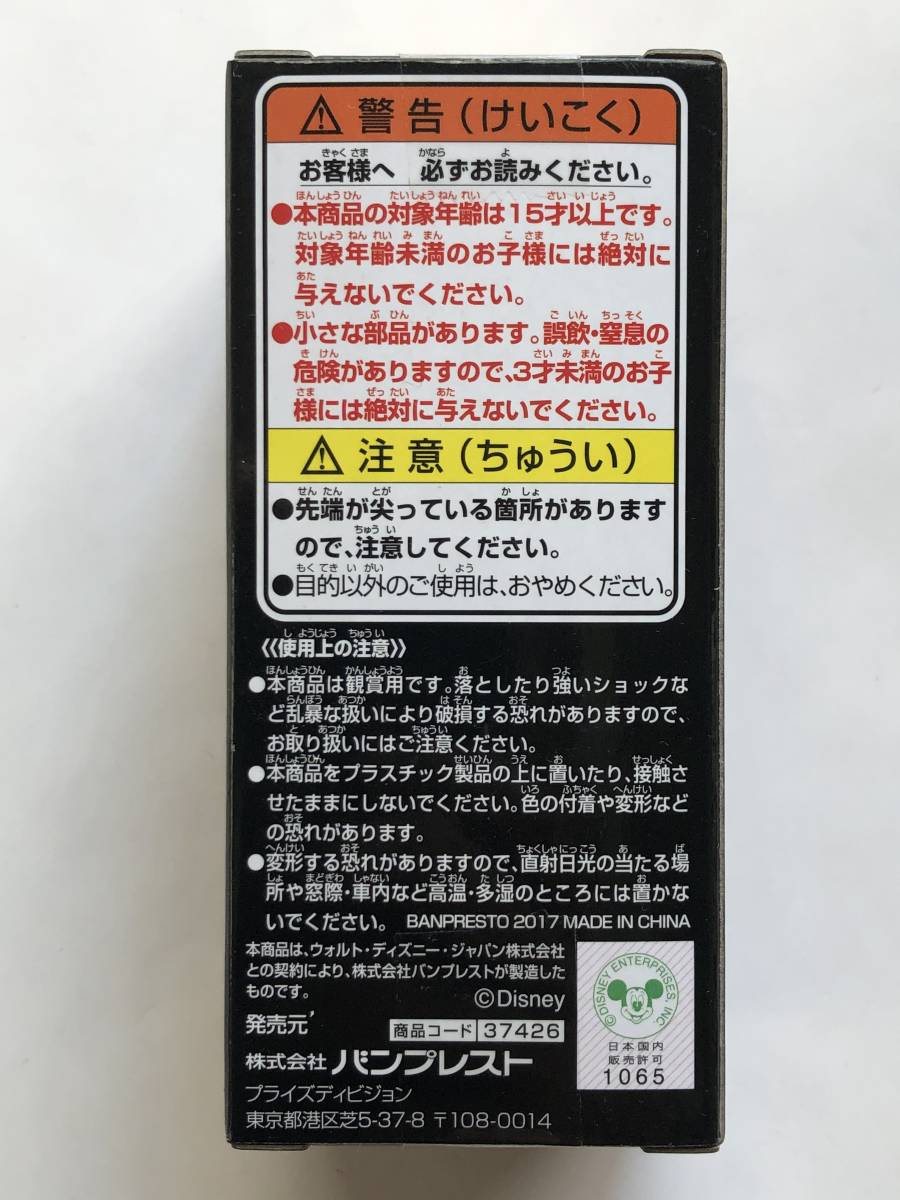 ⚠ 警告(けいこく)
きゃくさま かなら よ
お客様へ 必ずお読みください。
ほんしょうひん たいしょうねんれい さいいじょう
●本商品の対象年齢は15才以上です。
たいしょうねんれいみまん こさま ぜったい
対象年齢未満のお子様には絶対に
あた
与えないでください。
ちい ぶひん ごいん ちっそく
●小さな部品があります。誤飲・窒息の
きけん さいみまん こ
危険がありますので、3才未満のお子
さま ぜったい あた
様には絶対に与えないでください。
⚠ 注意(ちゅうい)
せんたん とが かしょ
●先端が尖っている箇所があります
ちゅうい
ので、注意してください。
もくてきいがい しよう
●目的以外のご使用は、おやめください。
しようじょう ちゅうい
《使用上の注意》
ほんしょうひん かんしょうよう お つよ
●本商品は観賞用です。落としたり強いショックな
らんぼう あつか はそん おそ
ど乱暴な扱いにより破損する恐れがありますので、
と あつか ちゅうい
お取り扱いにはご注意ください。
ほんしょうひん せいひん うえ お せっしょく
●本商品をプラスチック製品の上に置いたり、接触さ
いろ ふちゃく へんけい
せたままにしないでください。色の付着や変形など
おそ
の恐れがあります。
へんけい おそ ちょくしゃにっこう あ ば
●変形する恐れがありますので、直射日光の当たる場
しょ まどぎわ しゃない こうおん たしつ お
所や窓際・車内など高温・多湿のところには置かな
いでください。 BANPRESTO 2017 MADE IN CHINA
本商品は、ウォルト・ディズニー・ジャパン株式会社
との契約により、株式会社バンプレストが製造した
ものです。
©Disney
発売元
商品コード 37426
株式会社 バンプレスト
プライズディビジョン
東京都港区芝5-37-8 〒108-0014
©DISNEY ENTERPRISES, INC.
日本国内
販売許可
1065